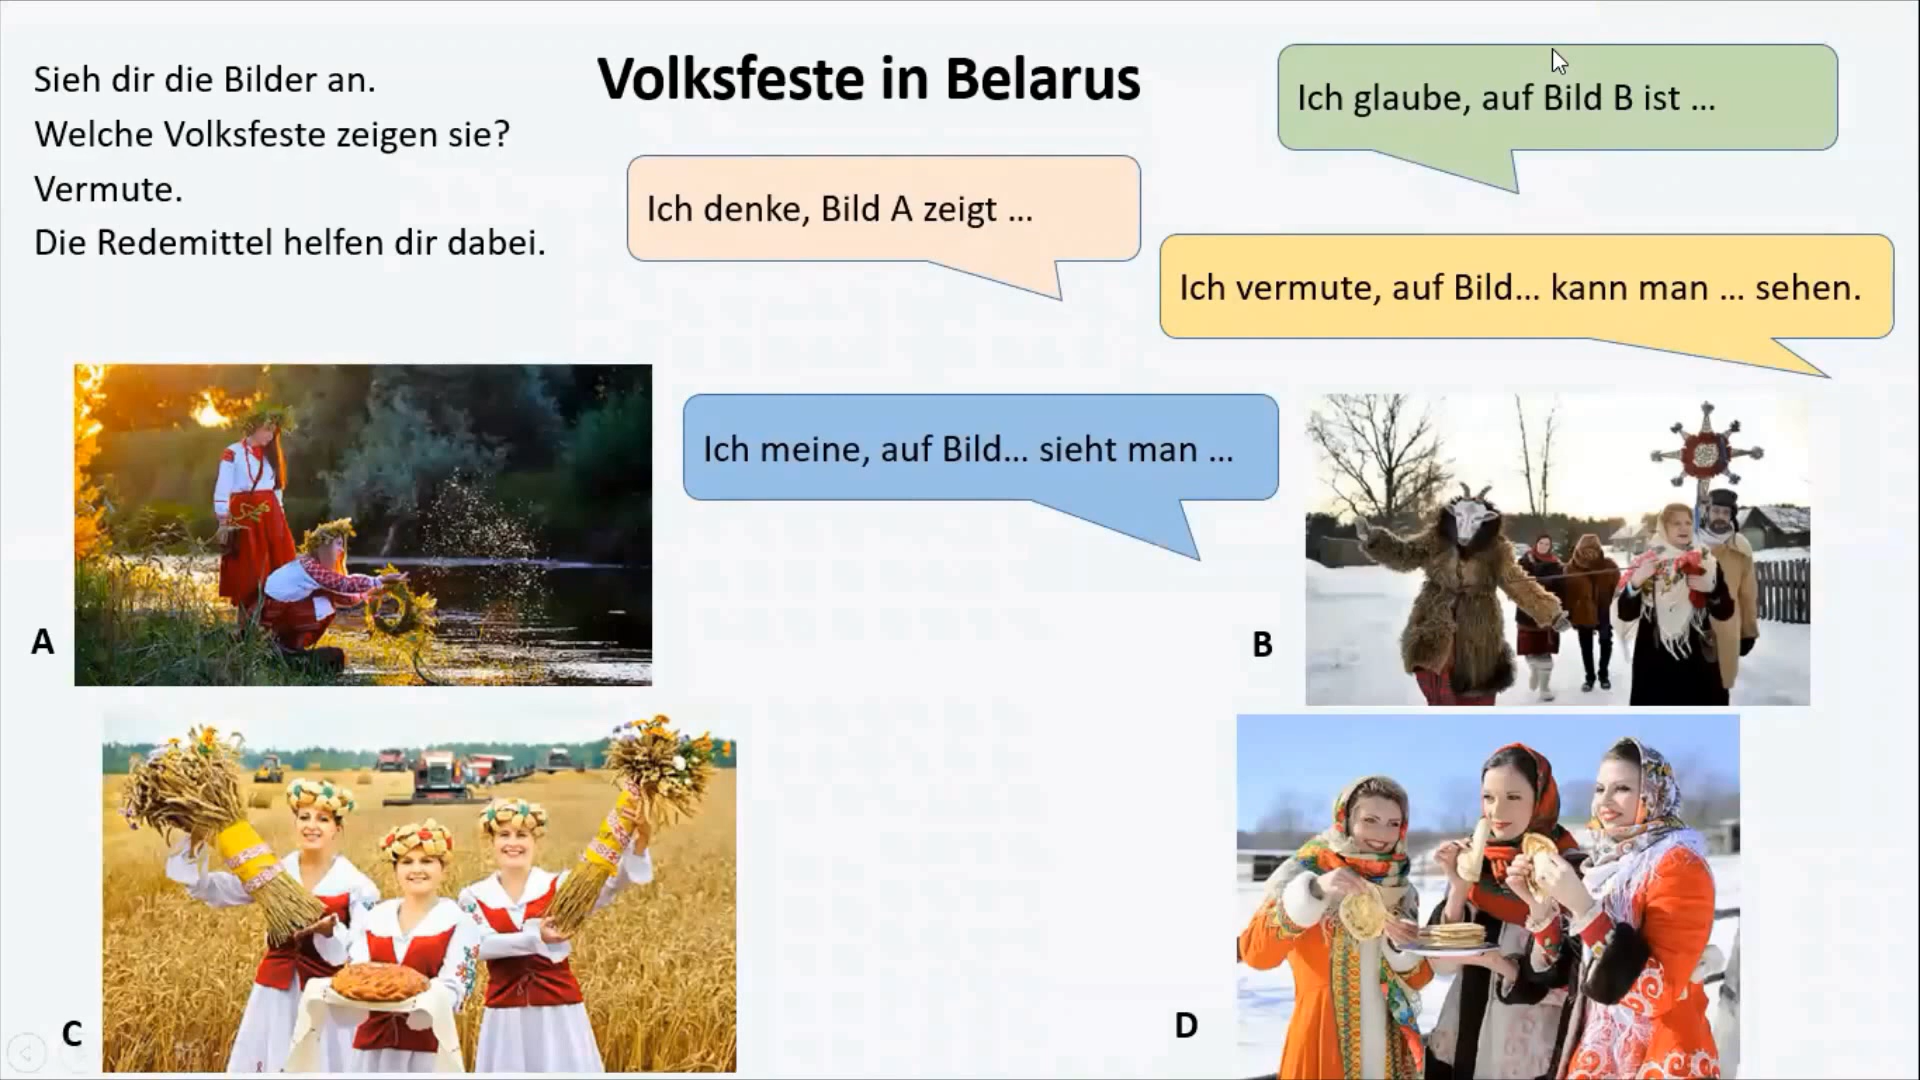 Sieh dir die Bilder an.
Welche Volksfeste zeigen sie?
Vermute.
Die Redemittel helfen dir dabei.
Volksfeste in Belarus
Ich glaube, auf Bild B ist ...
Ich denke, Bild A zeigt ...
Ich vermute, auf Bild... kann man ... sehen.
Ich meine, auf Bild... sieht man ...
A
B
C
D